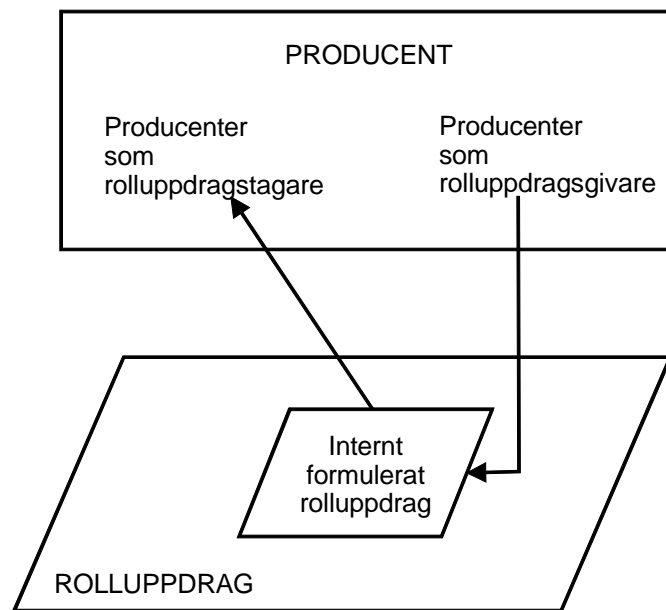 PRODUCENT
Producenter
som
rolluppdragstagare
Producenter
som
rolluppdragsgivare
Internt
formulerat
rolluppdrag
ROLLUPPDRAG